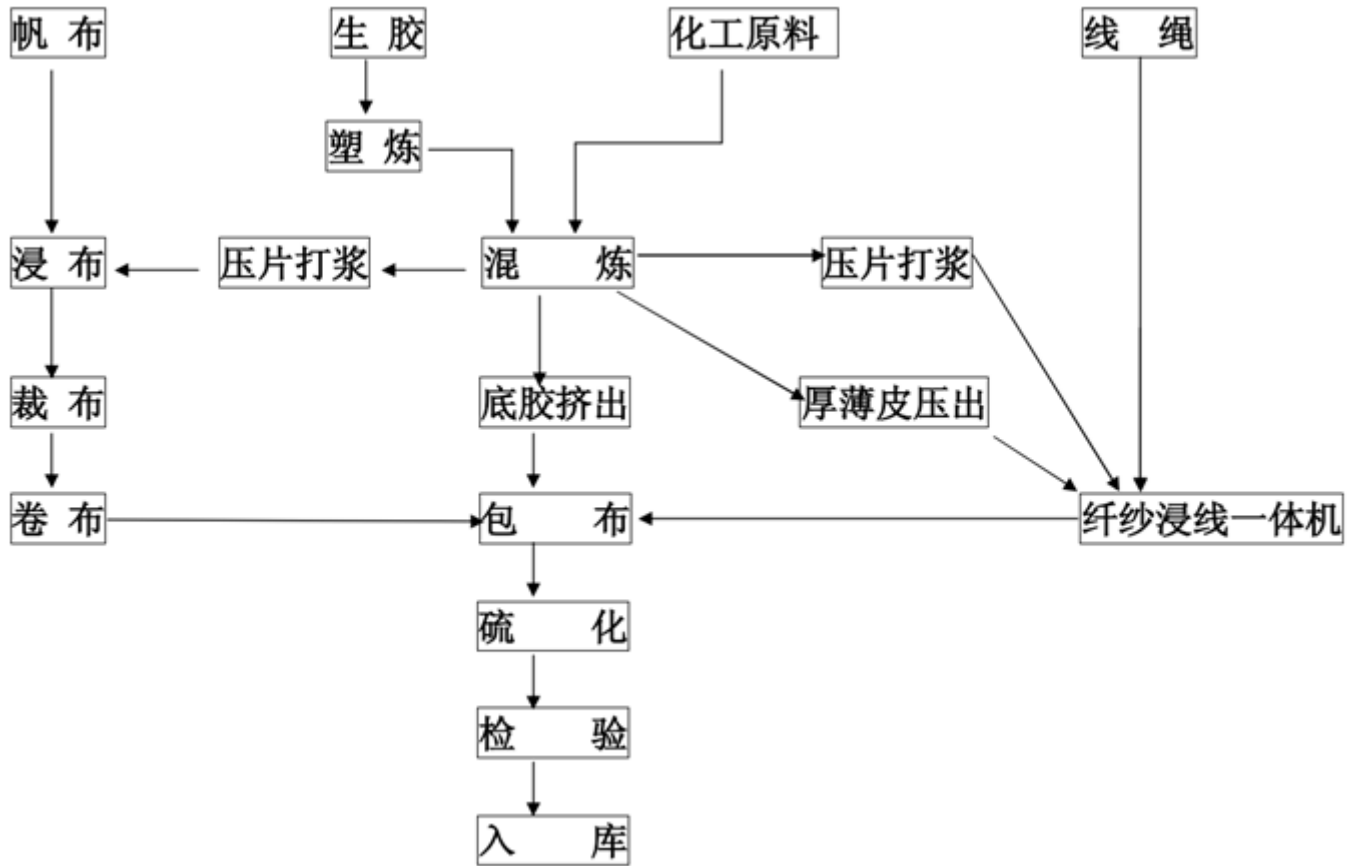 帆 布
生 胶
化工原料
线 绳
塑 炼
浸 布
压片打浆
混 炼
压片打浆
裁 布
底胶挤出
厚薄皮压出
卷 布
包 布
纤纱浸线一体机
硫 化
检 验
入 库